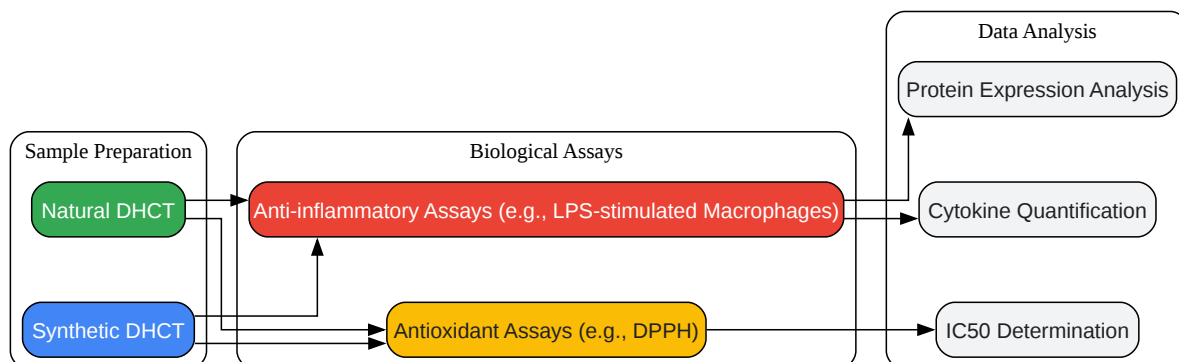 Data Analysis
Protein Expression Analysis
Sample Preparation
Biological Assays
Natural DHCT
Anti-inflammatory Assays (e.g., LPS-stimulated Macrophages)
Cytokine Quantification
Synthetic DHCT
Antioxidant Assays (e.g., DPPH)
IC50 Determination